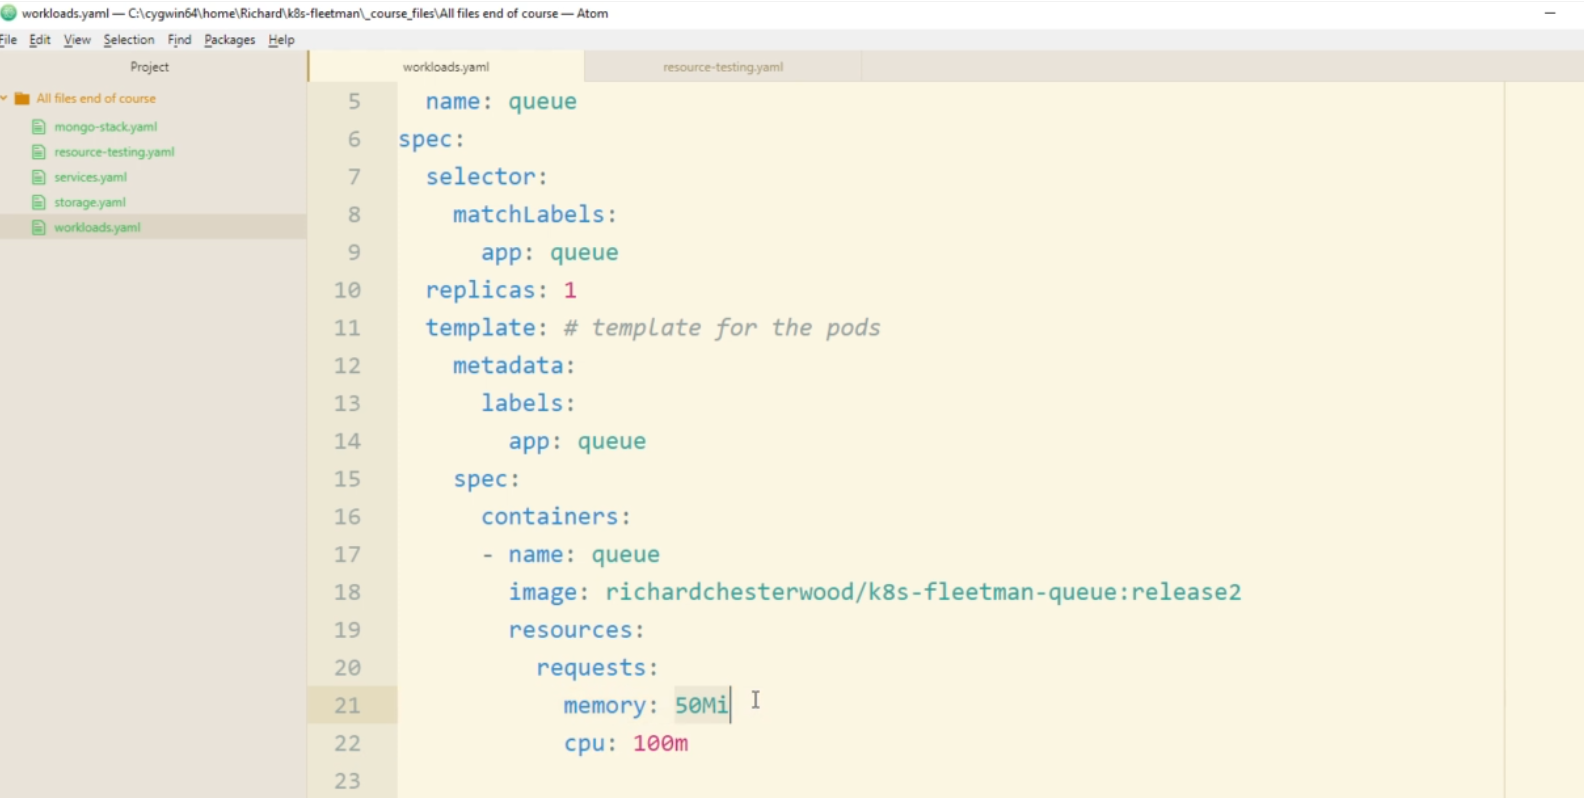 workloads.yaml — C:\cygwin64\home\Richard\k8s-fleetman\_course_files\All files end of course — Atom
File Edit View Selection Find Packages Help
Project
All files end of course
mongo-stack.yaml
resource-testing.yaml
services.yaml
storage.yaml
workloads.yaml
workloads.yaml resource-testing.yaml
5   name: queue
6 spec:
7   selector:
8     matchLabels:
9       app: queue
10   replicas: 1
11   template: # template for the pods
12     metadata:
13       labels:
14         app: queue
15     spec:
16       containers:
17       - name: queue
18         image: richardchesterwood/k8s-fleetman-queue:release2
19         resources:
20           requests:
21             memory: 50Mi
22             cpu: 100m
23